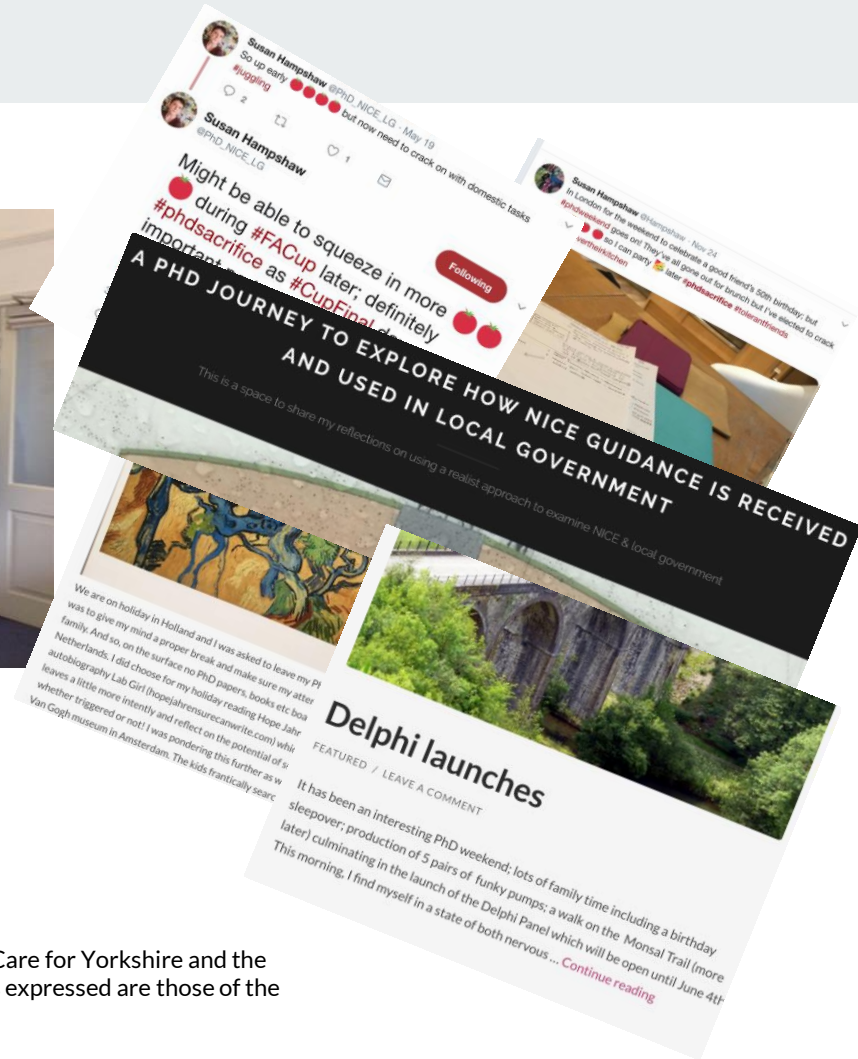 Susan Hampshaw @PhD_NICE_LG · May 19
So up early 🍅🍅🍅🍅 but now need to crack on with domestic tasks
#juggling
2
1
Susan Hampshaw
@PhD_NICE_LG
Following
Might be able to squeeze in more 🍅🍅
🍅 during #FACup later; definitely
#phdsacrifice as #CupFinal
important
Susan Hampshaw @Hampshaw · Nov 24
In London for the weekend to celebrate a good friend's 50th birthday; but
#phdweekend goes on! They've all gone out for brunch but I've elected to crack
so I can party 🥳 later #phdsacrifice #tolerantfriends
A PHD JOURNEY TO EXPLORE HOW NICE GUIDANCE IS RECEIVED
AND USED IN LOCAL GOVERNMENT
This is a space to share my reflections on using a realist approach to examine NICE & local government
We are on holiday in Holland and I was asked to leave my
was to give my mind a proper break and make sure my
family. And so, on the surface no PhD papers, books etc
Netherlands. I did choose for my holiday reading Hope
autobiography Lab Girl (hopejahrensurecanwrite.com)
leaves a little more intently and reflect on the potential of
whether triggered or not! I was pondering this further as
Van Gogh museum in Amsterdam. The kids frantically
Delphi launches
FEATURED / LEAVE A COMMENT
It has been an interesting PhD weekend; lots of family time including a birthday
sleepover; production of 5 pairs of funky pumps; a walk on the Monsal Trail (more
later) culminating in the launch of the Delphi Panel which will be open until June 4th
This morning, I find myself in a state of both nervous ... Continue reading
Care for Yorkshire and the
expressed are those of the